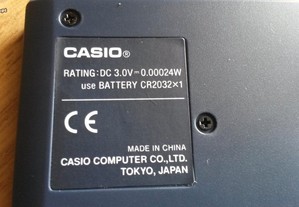 CASIO®
RATING: DC 3.0V⎓0.00024W
use BATTERY CR2032×1
CE
MADE IN CHINA
CASIO COMPUTER CO.,LTD.
TOKYO, JAPAN